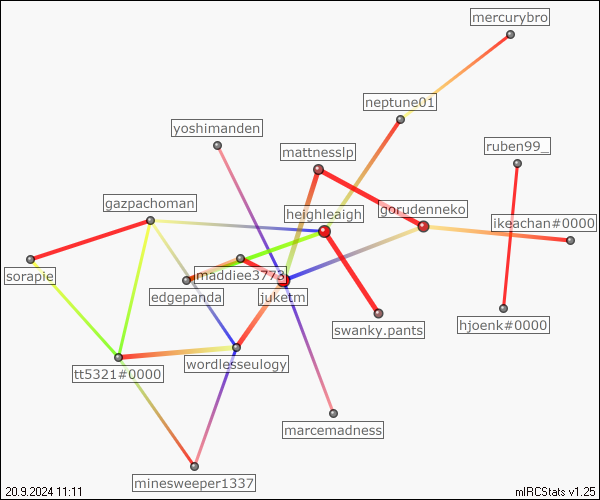 mercurybro
neptune01
yoshimanden
ruben99_
mattnesslp
gazpachoman
heighleaigh
gorudenneko
ikeachan#0000
sorapie
maddiee3773
edgepanda
juketm
swanky.pants
hjoenk#0000
wordlesseulogy
tt5321#0000
marcemadness
minesweeper1337
20.9.2024 11:11
mIRCStats v1.25